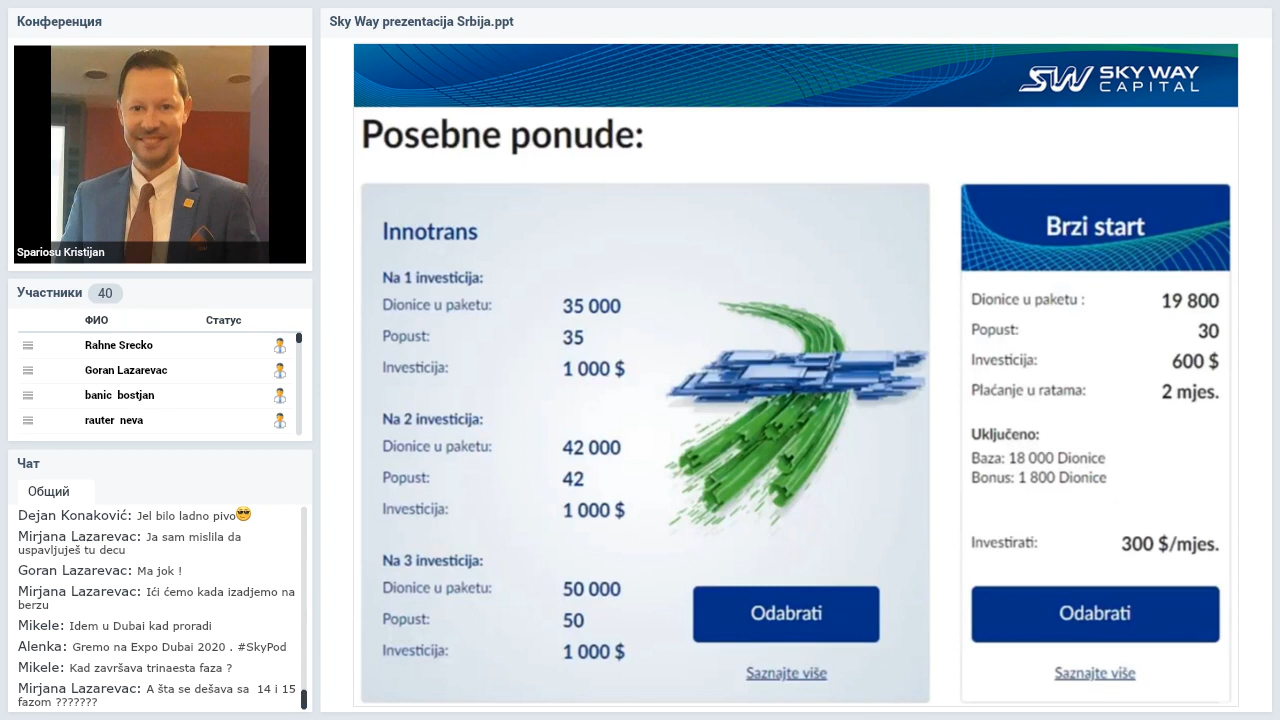 Конференция
Spariosu Kristijan
Участники 40
ФИО Статус
Rahne Srecko
Goran Lazarevac
banic bostjan
rauter neva
Чат
Общий
Dejan Konaković: Jel bilo ladno pivo
Mirjana Lazarevac: Ja sam mislila da
uspavljuješ tu decu
Goran Lazarevac: Ma jok !
Mirjana Lazarevac: Ići ćemo kada izadjemo na
berzu
Mikele: Idem u Dubai kad proradi
Alenka: Gremo na Expo Dubai 2020 . #SkyPod
Mikele: Kad završava trinaesta faza ?
Mirjana Lazarevac: A šta se dešava sa 14 i 15
fazom ???????
Sky Way prezentacija Srbija.ppt
SW SKY WAY
CAPITAL
Posebne ponude:
Innotrans
Na 1 investicija:
Dionice u paketu: 35 000
Popust: 35
Investicija: 1 000 $
Na 2 investicija:
Dionice u paketu: 42 000
Popust: 42
Investicija: 1 000 $
Na 3 investicija:
Dionice u paketu: 50 000
Popust: 50
Investicija: 1 000 $
Odabrati
Saznajte više
Brzi start
Dionice u paketu : 19 800
Popust: 30
Investicija: 600 $
Plaćanje u ratama: 2 mjes.
Uključeno:
Baza: 18 000 Dionice
Bonus: 1 800 Dionice
Investirati: 300 $/mjes.
Odabrati
Saznajte više